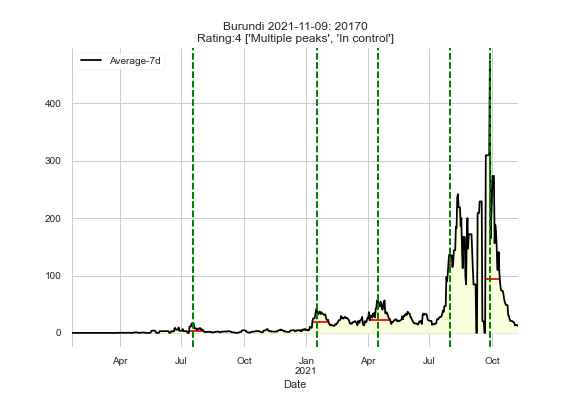 Burundi 2021-11-09: 20170
Rating:4 ['Multiple peaks', 'In control']
Average-7d
400
300
200
100
0
Apr Jul Oct Jan Apr Jul Oct
2021
Date